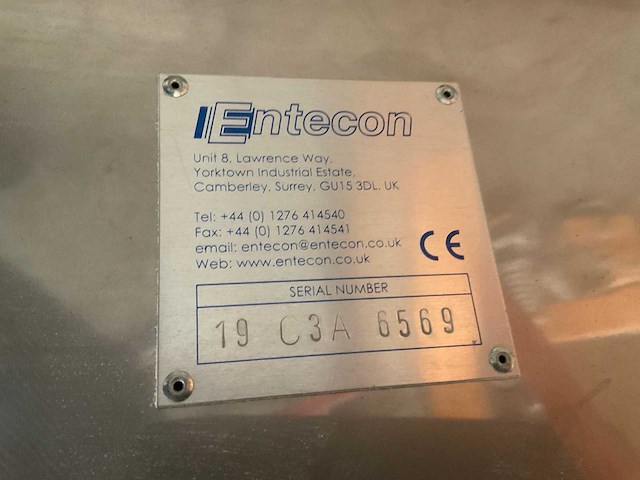 Entecon
Unit 8, Lawrence Way,
Yorktown Industrial Estate,
Camberley, Surrey, GU15 3DL. UK
Tel: +44 (0) 1276 414540
Fax: +44 (0) 1276 414541
email: entecon@entecon.co.uk
Web: www.entecon.co.uk
CE
SERIAL NUMBER
19 C3A 6569